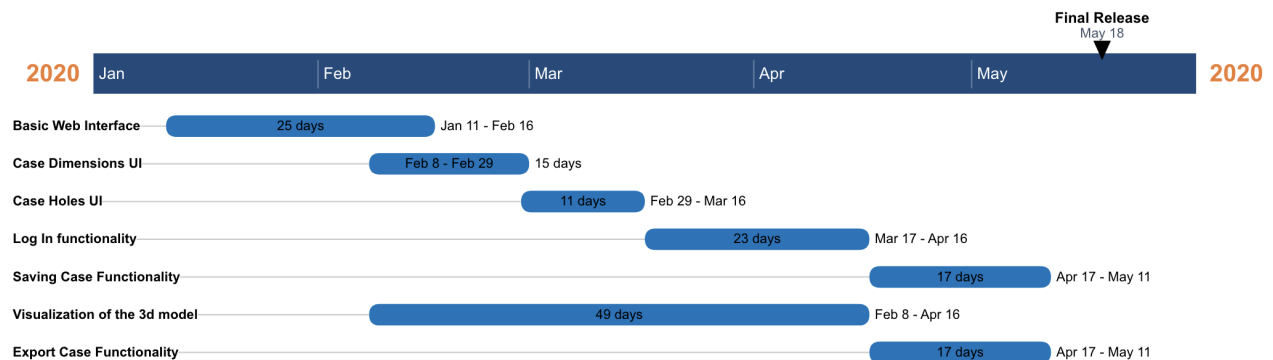 Final Release
May 18
2020 Jan Feb Mar Apr May 2020
Basic Web Interface 25 days Jan 11 - Feb 16
Case Dimensions UI Feb 8 - Feb 29 15 days
Case Holes UI 11 days Feb 29 - Mar 16
Log In functionality 23 days Mar 17 - Apr 16
Saving Case Functionality 17 days Apr 17 - May 11
Visualization of the 3d model 49 days Feb 8 - Apr 16
Export Case Functionality 17 days Apr 17 - May 11